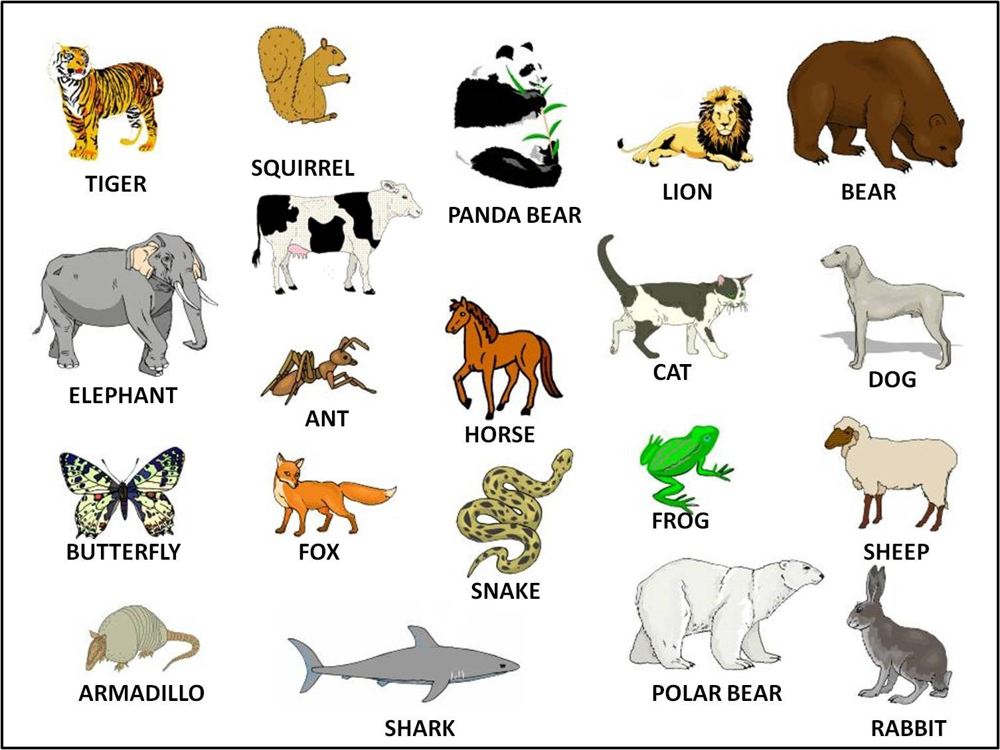 TIGER
SQUIRREL
PANDA BEAR
LION
BEAR
ELEPHANT
ANT
HORSE
CAT
DOG
BUTTERFLY
FOX
SNAKE
FROG
SHEEP
ARMADILLO
SHARK
POLAR BEAR
RABBIT